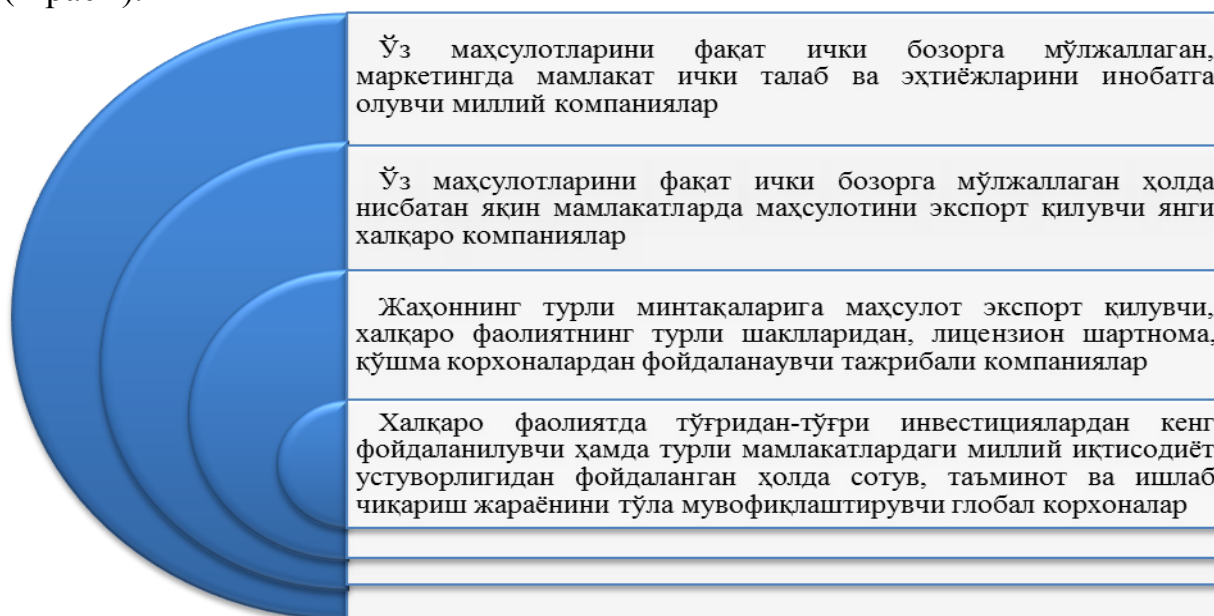 Ўз маҳсулотларини фақат ички бозорга мўлжаллаган,
маркетингда мамлакат ички талаб ва эҳтиёжларини инобатга
олувчи миллий компаниялар
Ўз маҳсулотларини фақат ички бозорга мўлжаллаган ҳолда
нисбатан яқин мамлакатларда маҳсулотини экспорт қилувчи янги
халқаро компаниялар
Жаҳоннинг турли минтақаларига маҳсулот экспорт қилувчи,
халқаро фаолиятнинг турли шаклларидан, лицензион шартнома,
қўшма корхоналардан фойдаланаувчи тажрибали компаниялар
Халқаро фаолиятда тўғридан-тўғри инвестициялардан кенг
фойдаланилувчи ҳамда турли мамлакатлардаги миллий иқтисодиёт
устуворлигидан фойдаланган ҳолда сотув, таъминот ва ишлаб
чиқариш жараёнини тўла мувофиқлаштирувчи глобал корхоналар